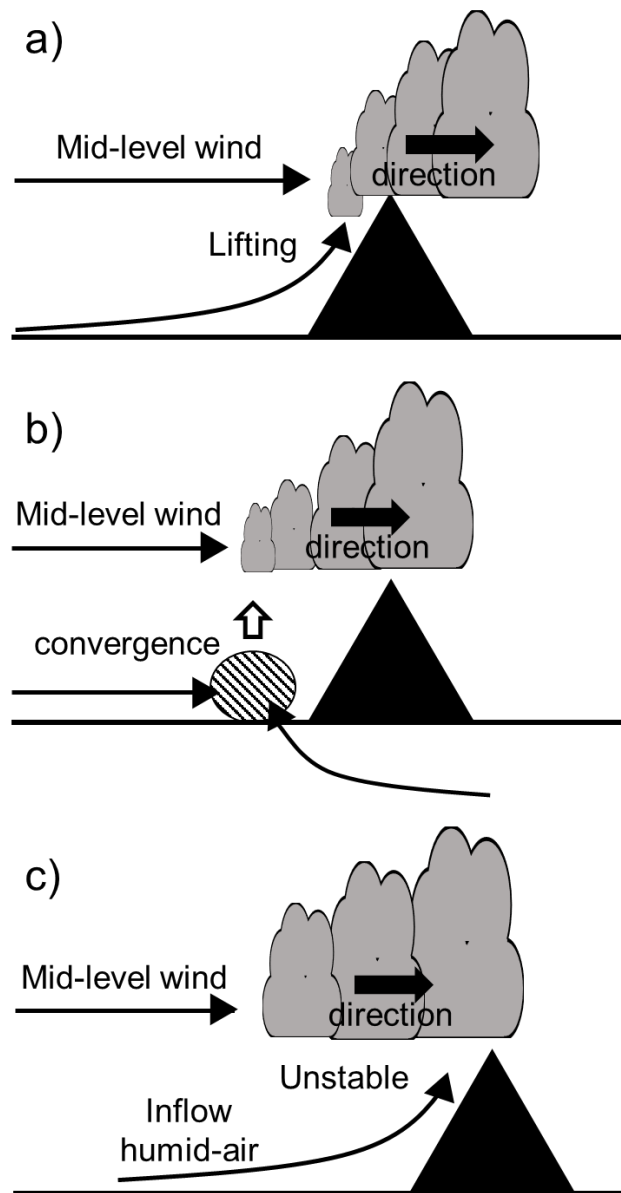 a)
Mid-level wind
direction
Lifting
b)
Mid-level wind
direction
convergence
c)
Mid-level wind
direction
Unstable
Inflow
humid-air